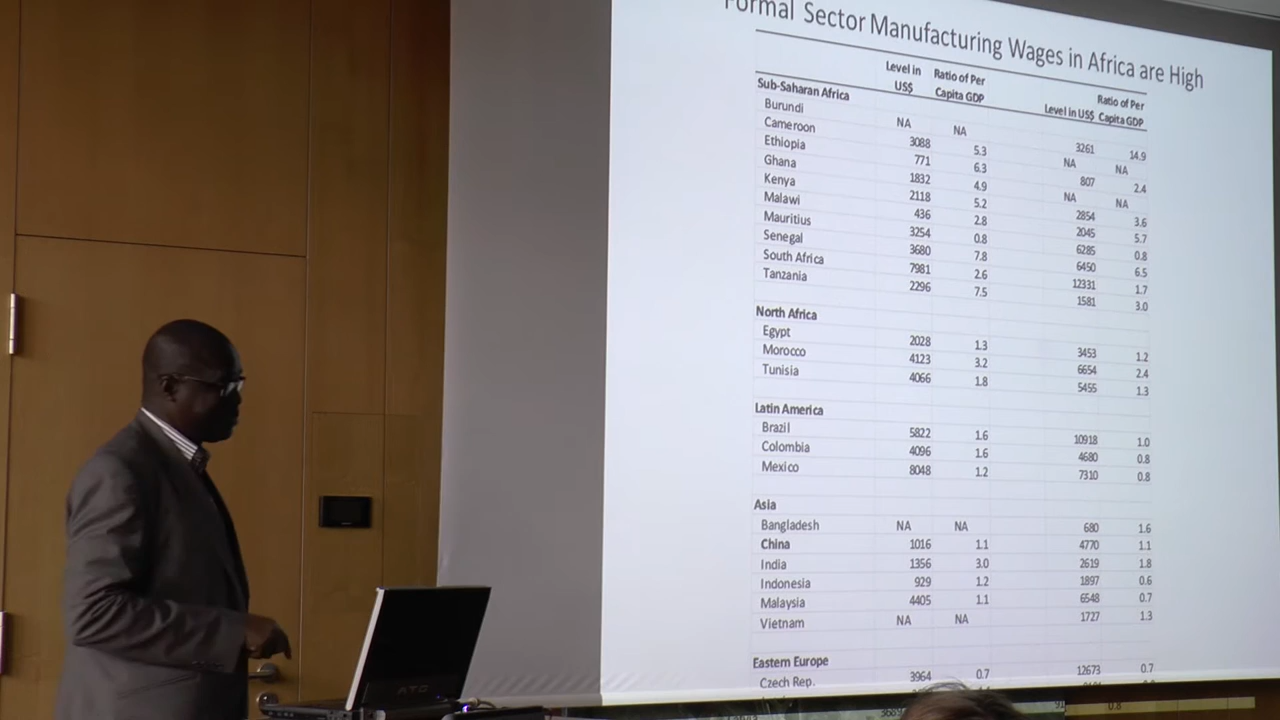 Formal Sector Manufacturing Wages in Africa are High
Level in US$ Ratio of Per Capita GDP Level in US$ Ratio of Per Capita GDP
Sub-Saharan Africa
Burundi NA NA 3261 14.9
Cameroon 3088 5.3 NA NA
Ethiopia 771 6.3 807 2.4
Ghana 1832 4.9 NA NA
Kenya 2118 5.2 2854 3.6
Malawi 436 2.8 2045 5.7
Mauritius 3254 0.8 6285 0.8
Senegal 3680 7.8 6450 6.5
South Africa 7981 2.6 12331 1.7
Tanzania 2296 7.5 1581 3.0
North Africa
Egypt 2028 1.3 3453 1.2
Morocco 4123 3.2 6654 2.4
Tunisia 4066 1.8 5455 1.3
Latin America
Brazil 5822 1.6 10918 1.0
Colombia 4096 1.6 4680 0.8
Mexico 8048 1.2 7310 0.8
Asia
Bangladesh NA NA 680 1.6
China 1016 1.1 4770 1.1
India 1356 3.0 2619 1.8
Indonesia 929 1.2 1897 0.6
Malaysia 4405 1.1 6548 0.7
Vietnam NA NA 1727 1.3
Eastern Europe
Czech Rep. 3964 0.7 12673 0.7